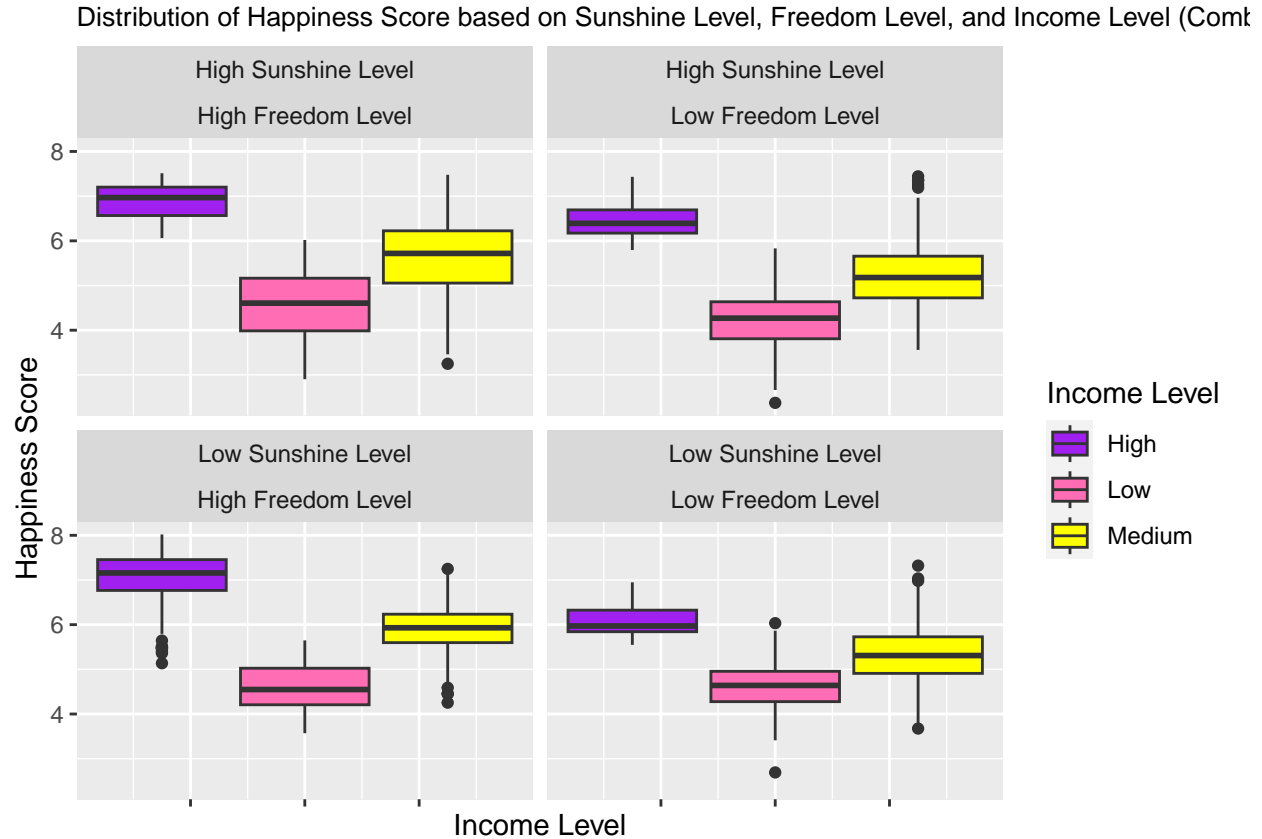 Distribution of Happiness Score based on Sunshine Level, Freedom Level, and Income Level (Comb
High Sunshine Level
High Freedom Level
High Sunshine Level
Low Freedom Level
8
6
4
Low Sunshine Level
High Freedom Level
Low Sunshine Level
Low Freedom Level
8
6
4
Happiness Score
Income Level
Income Level
High
Low
Medium